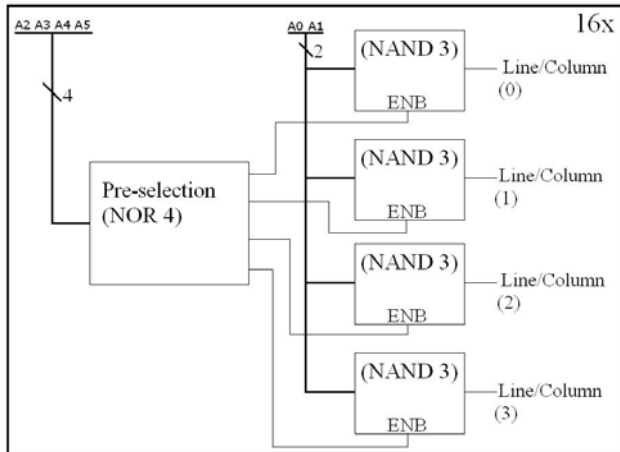 A2 A3 A4 A5
4
Pre-selection
(NOR 4)
A0 A1
2
16x
(NAND 3)
ENB
Line/Column
(0)
(NAND 3)
ENB
Line/Column
(1)
(NAND 3)
ENB
Line/Column
(2)
(NAND 3)
ENB
Line/Column
(3)